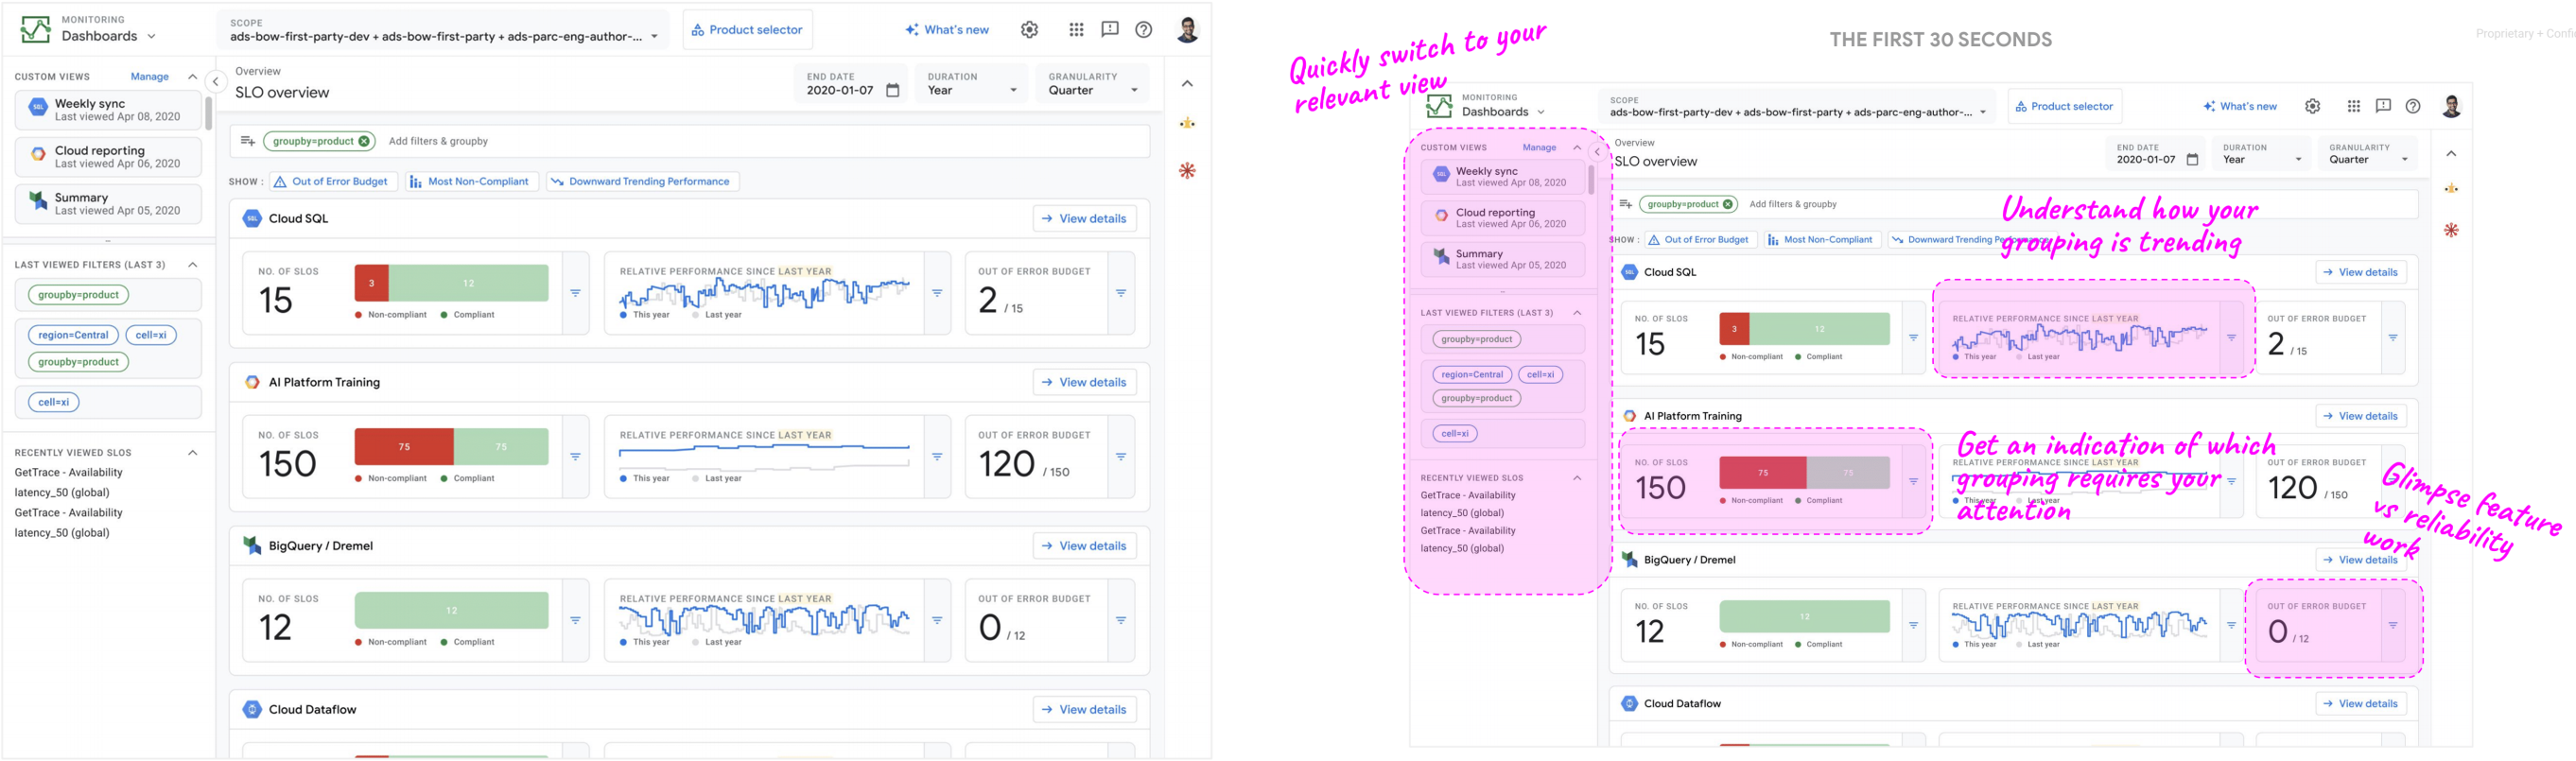 MONITORING
Dashboards
SCOPE
ads-bow-first-party-dev + ads-bow-first-party + ads-parc-eng-author-...
Product selector
What's new
CUSTOM VIEWS Manage
Weekly sync
Last viewed Apr 08, 2020
Cloud reporting
Last viewed Apr 06, 2020
Summary
Last viewed Apr 05, 2020
LAST VIEWED FILTERS (LAST 3)
groupby=product
region=Central cell=xi
groupby=product
cell=xi
RECENTLY VIEWED SLOS
GetTrace - Availability
latency_50 (global)
GetTrace - Availability
latency_50 (global)
Overview
SLO overview
END DATE
2020-01-07
DURATION
Year
GRANULARITY
Quarter
groupby=product Add filters & groupby
SHOW : Out of Error Budget Most Non-Compliant Downward Trending Performance
SQL Cloud SQL View details
NO. OF SLOS
15
3 12
Non-compliant Compliant
RELATIVE PERFORMANCE SINCE LAST YEAR
This year Last year
OUT OF ERROR BUDGET
2 / 15
AI Platform Training View details
NO. OF SLOS
150
75 75
Non-compliant Compliant
RELATIVE PERFORMANCE SINCE LAST YEAR
This year Last year
OUT OF ERROR BUDGET
120 / 150
BigQuery / Dremel View details
NO. OF SLOS
12
12
Non-compliant Compliant
RELATIVE PERFORMANCE SINCE LAST YEAR
This year Last year
OUT OF ERROR BUDGET
0 / 12
Cloud Dataflow View details
THE FIRST 30 SECONDS
Proprietary + Confi
Quickly switch to your
relevant view
MONITORING
Dashboards
SCOPE
ads-bow-first-party-dev + ads-bow-first-party + ads-parc-eng-author-...
Product selector
What's new
CUSTOM VIEWS Manage
Weekly sync
Last viewed Apr 08, 2020
Cloud reporting
Last viewed Apr 06, 2020
Summary
Last viewed Apr 05, 2020
LAST VIEWED FILTERS (LAST 3)
groupby=product
region=Central cell=xi
groupby=product
cell=xi
RECENTLY VIEWED SLOS
GetTrace - Availability
latency_50 (global)
GetTrace - Availability
latency_50 (global)
Overview
SLO overview
END DATE
2020-01-07
DURATION
Year
GRANULARITY
Quarter
groupby=product Add filters & groupby
Understand how your
grouping is trending
HOW : Out of Error Budget Most Non-Compliant Downward Trending
Cloud SQL View details
NO. OF SLOS
15
3 12
Non-compliant Compliant
RELATIVE PERFORMANCE SINCE LAST YEAR
This year Last year
OUT OF ERROR BUDGET
2 / 15
AI Platform Training View details
NO. OF SLOS
150
75 75
Non-compliant Compliant
Get an indication of which
grouping requires your
attention
RELATIVE PERFORMANCE SINCE LAST YEAR
This year Last year
OUT OF ERROR BUDGET
120 / 150
Glimpse feature
vs reliability
work
BigQuery / Dremel View details
NO. OF SLOS
12
12
Non-compliant Compliant
RELATIVE PERFORMANCE SINCE LAST YEAR
This year Last year
OUT OF ERROR BUDGET
0 / 12
Cloud Dataflow View details